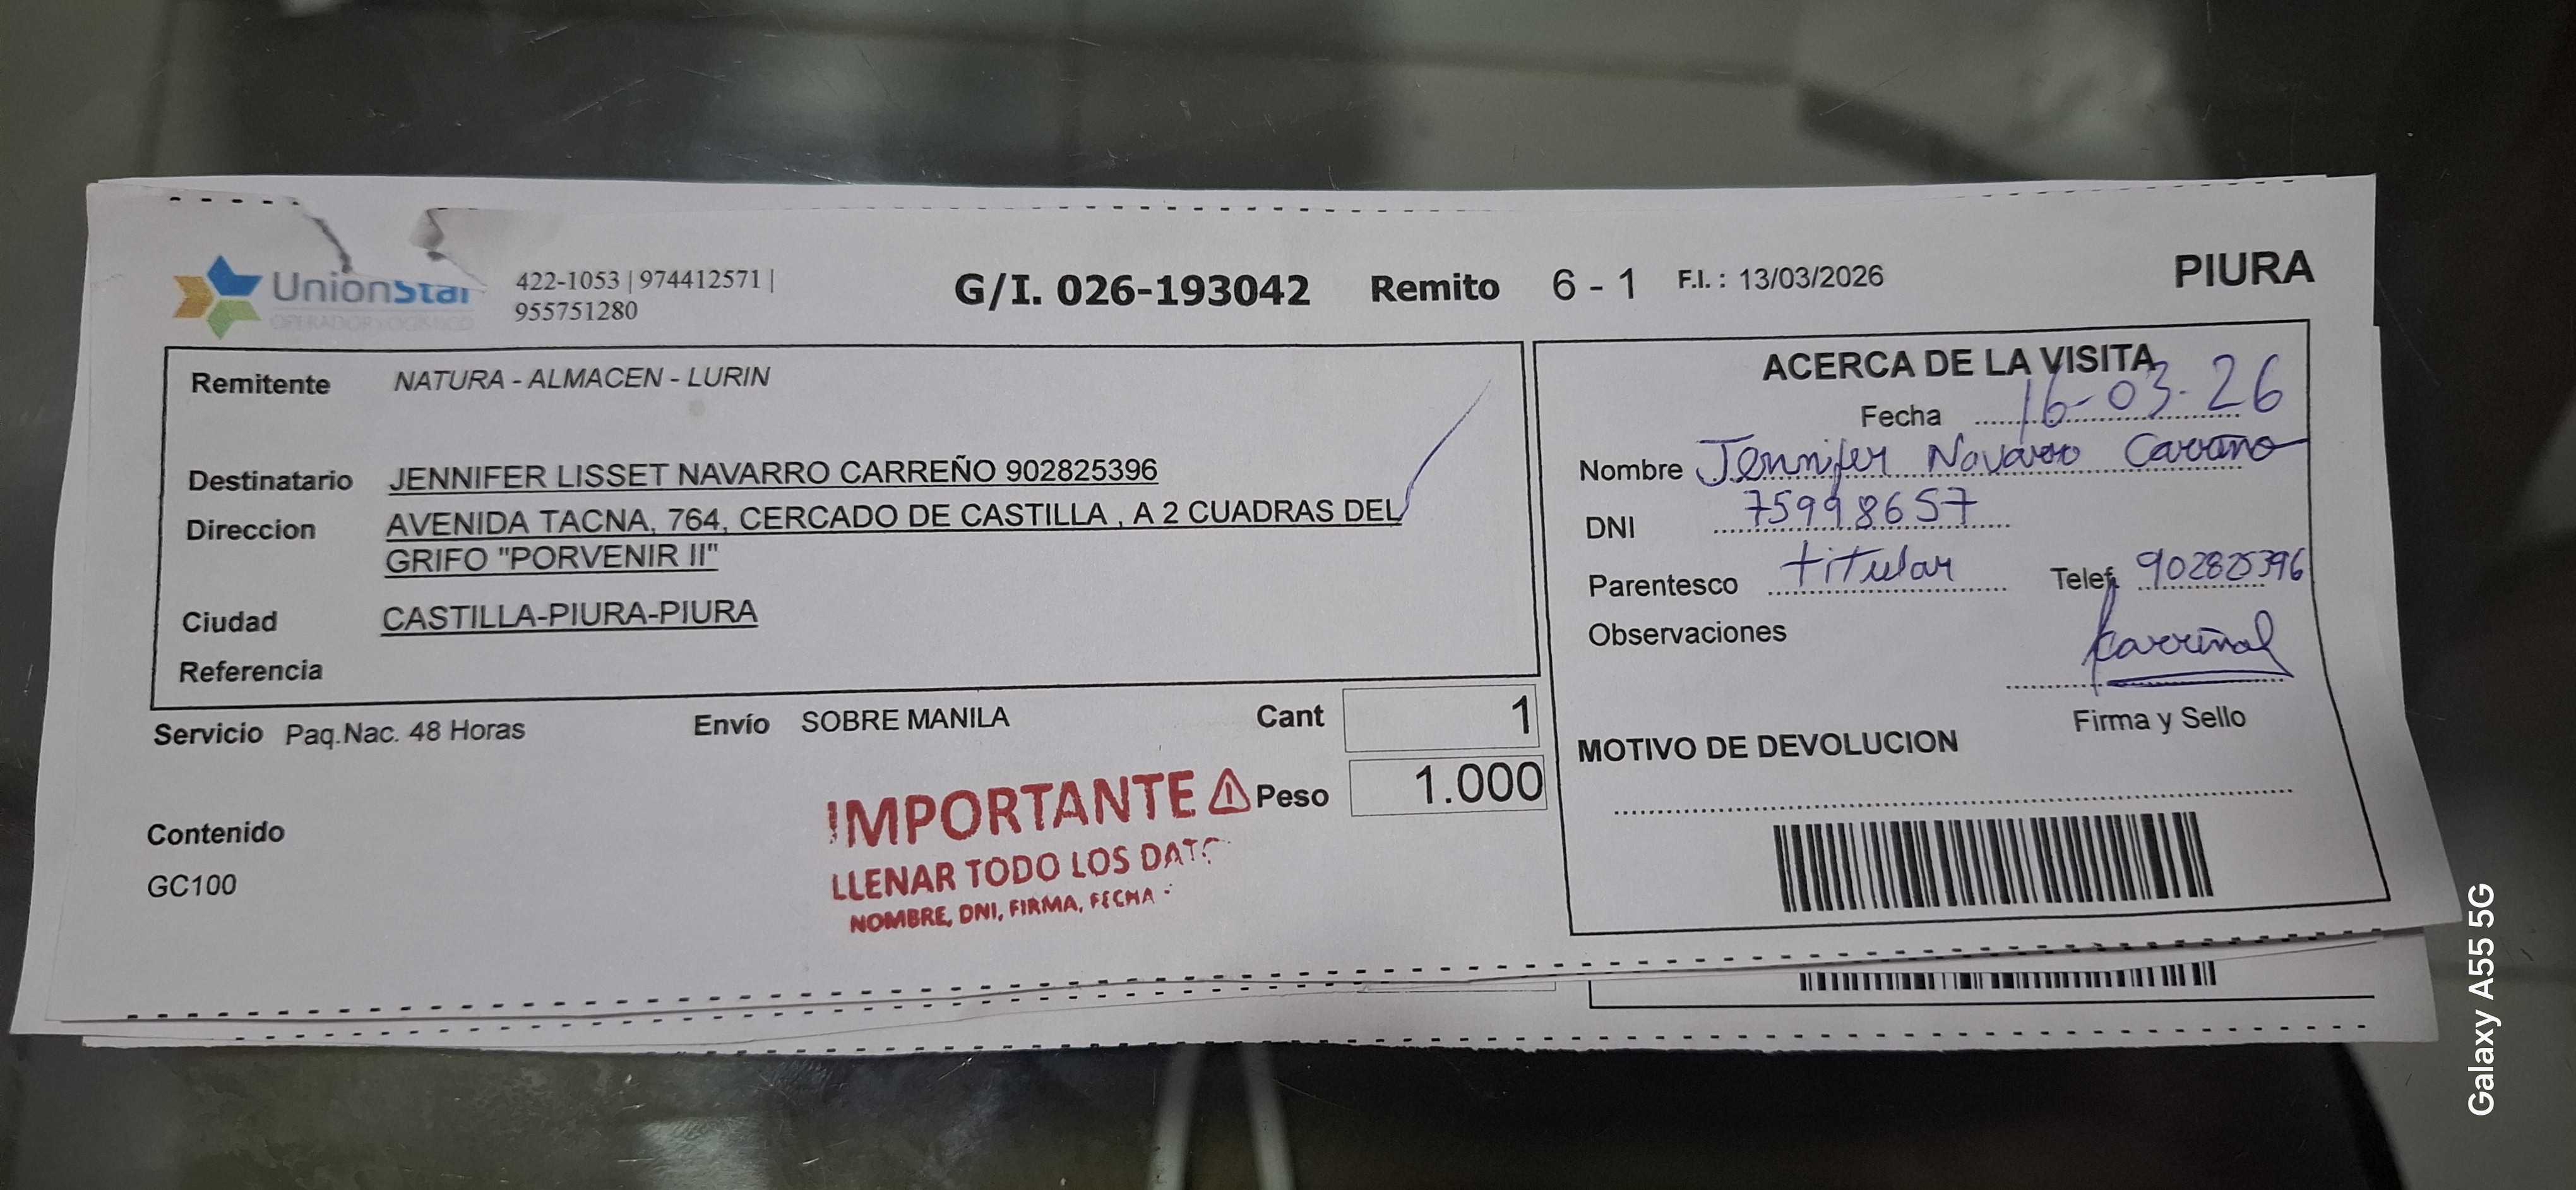 UnionStar
OPERADOR LOGISTICO
422-1053 | 974412571 |
955751280
G/I. 026-193042 Remito 6 - 1 F.I. : 13/03/2026
PIURA
Remitente NATURA - ALMACEN - LURIN
Destinatario JENNIFER LISSET NAVARRO CARREÑO 902825396
Direccion AVENIDA TACNA, 764, CERCADO DE CASTILLA , A 2 CUADRAS DEL
GRIFO "PORVENIR II"
Ciudad CASTILLA-PIURA-PIURA
Referencia
Servicio Paq.Nac. 48 Horas Envío SOBRE MANILA Cant 1
Peso 1.000
Contenido
GC100
IMPORTANTE
LLENAR TODO LOS DATO
NOMBRE, DNI, FIRMA, FECHA
ACERCA DE LA VISITA
Fecha 16-03-26
Nombre Jennifer Navarro Carreño
DNI 75998657
Parentesco titular Telef. 902825396
Observaciones
Firma y Sello
MOTIVO DE DEVOLUCION
Galaxy A55 5G